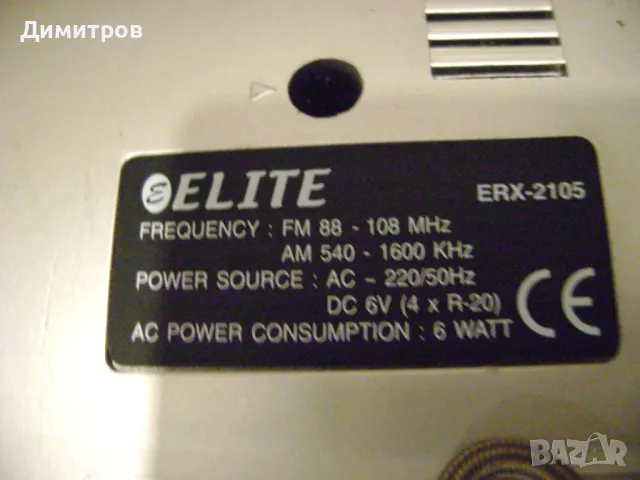 Димитров
ELITE ERX-2105
FREQUENCY : FM 88 - 108 MHz
AM 540 - 1600 KHz
POWER SOURCE : AC ~ 220/50Hz
DC 6V (4 x R-20)
AC POWER CONSUMPTION : 6 WATT
CE
BAZAR